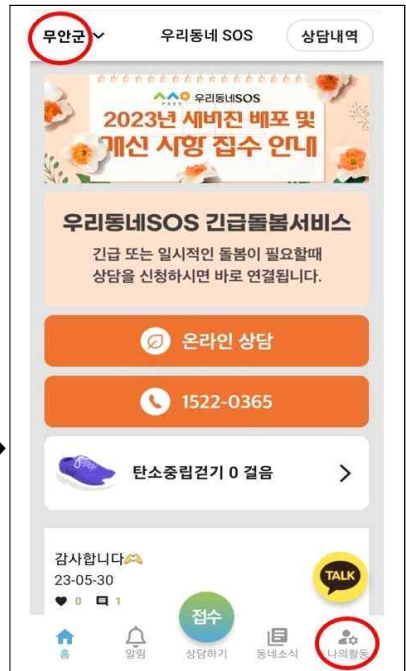 무안군
우리동네 SOS
상담내역
우리동네SOS
2023년 새버전 배포 및
개선 사항 접수 안내
우리동네SOS 긴급돌봄서비스
긴급 또는 일시적인 돌봄이 필요할때
상담을 신청하시면 바로 연결됩니다.
온라인 상담
1522-0365
탄소중립걷기 0 걸음
감사합니다🫶
23-05-30
0 1
TALK
접수
홈
알림
상담하기
동네소식
나의활동